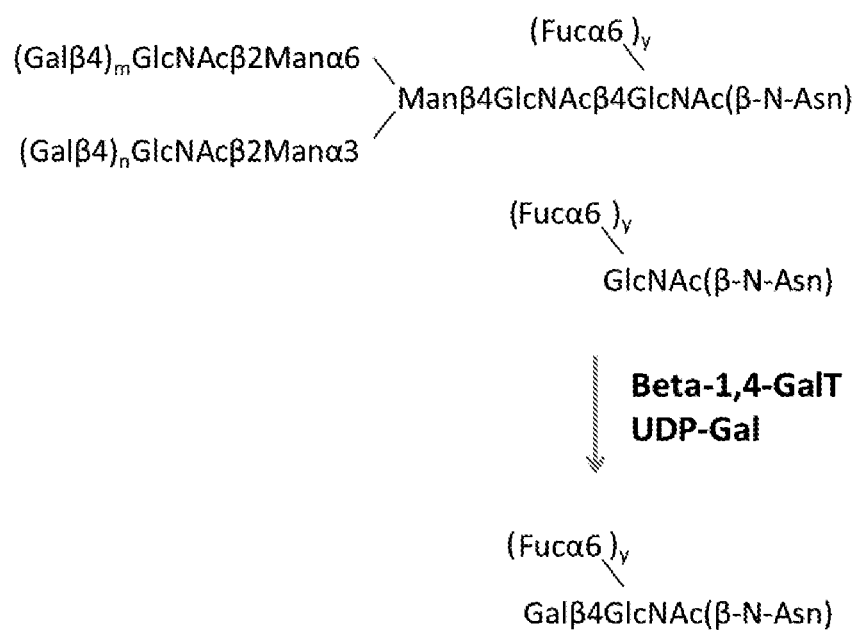 (Fucα6)y
(Galβ4)mGlcNAcβ2Manα6
Manβ4GlcNAcβ4GlcNAc(β-N-Asn)
(Galβ4)nGlcNAcβ2Manα3
(Fucα6)y
GlcNAc(β-N-Asn)
Beta-1,4-GalT
UDP-Gal
(Fucα6)y
Galβ4GlcNAc(β-N-Asn)